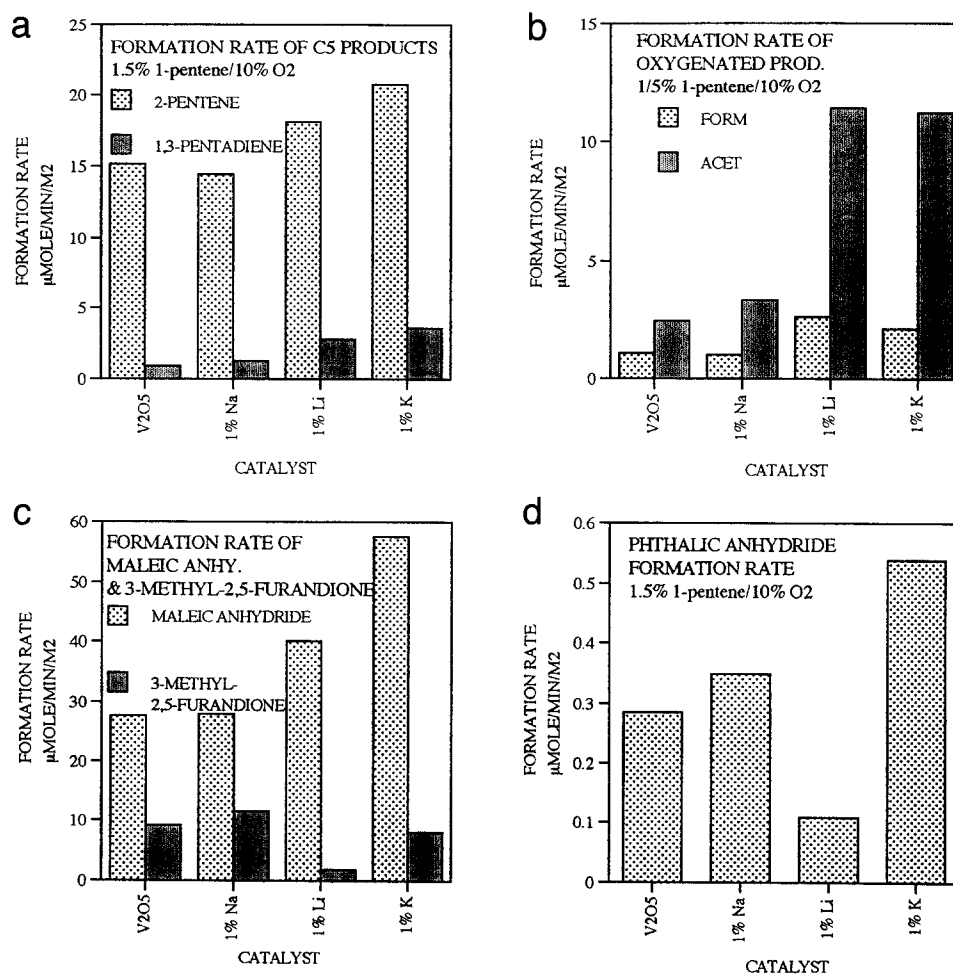 a
25
20
15
10
5
0
FORMATION RATE
µMOLE/MIN/M2
FORMATION RATE OF C5 PRODUCTS
1.5% 1-pentene/10% O2
2-PENTENE
1,3-PENTADIENE
V2O5
1% Na
1% Li
1% K
CATALYST
b
15
10
5
0
FORMATION RATE
µMOLE/MIN/M2
FORMATION RATE OF
OXYGENATED PROD.
1/5% 1-pentene/10% O2
FORM
ACET
V2O5
1% Na
1% Li
1% K
CATALYST
c
60
50
40
30
20
10
0
FORMATION RATE
µMOLE/MIN/M2
FORMATION RATE OF
MALEIC ANHY.
& 3-METHYL-2,5-FURANDIONE
MALEIC ANHYDRIDE
3-METHYL-
2,5-FURANDIONE
V2O5
1% Na
1% Li
1% K
CATALYST
d
0.6
0.5
0.4
0.3
0.2
0.1
0
FORMATION RATE
µMOLE/MIN/M2
PHTHALIC ANHYDRIDE
FORMATION RATE
1.5% 1-pentene/10% O2
V2O5
1% Na
1% Li
1% K
CATALYST